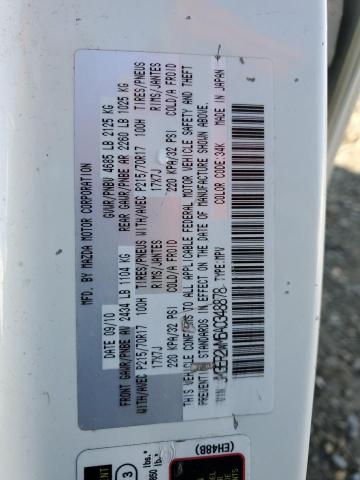 MFD. BY MAZDA MOTOR CORPORATION
DATE 09/10 GVWR/PNBV 4685 LB 2125 KG
FRONT GAWR/PNBE AV 2434 LB 1104 KG REAR GAWR/PNBE AR 2260 LB 1025 KG
WITH/AVEC P215/70R17 100H TIRES/PNEUS WITH/AVEC P215/70R17 100H TIRES/PNEUS
17X7J RIMS/JANTES 17X7J RIMS/JANTES
220 KPA/32 PSI COLD/A FROID 220 KPA/32 PSI COLD/A FROID
THIS VEHICLE CONFORMS TO ALL APPLICABLE FEDERAL MOTOR VEHICLE SAFETY AND THEFT
PREVENTION STANDARDS IN EFFECT ON THE DATE OF MANUFACTURE SHOWN ABOVE.
TYPE:MPV COLOR CODE:34K MADE IN JAPAN
(EH48B)
3
lbs.